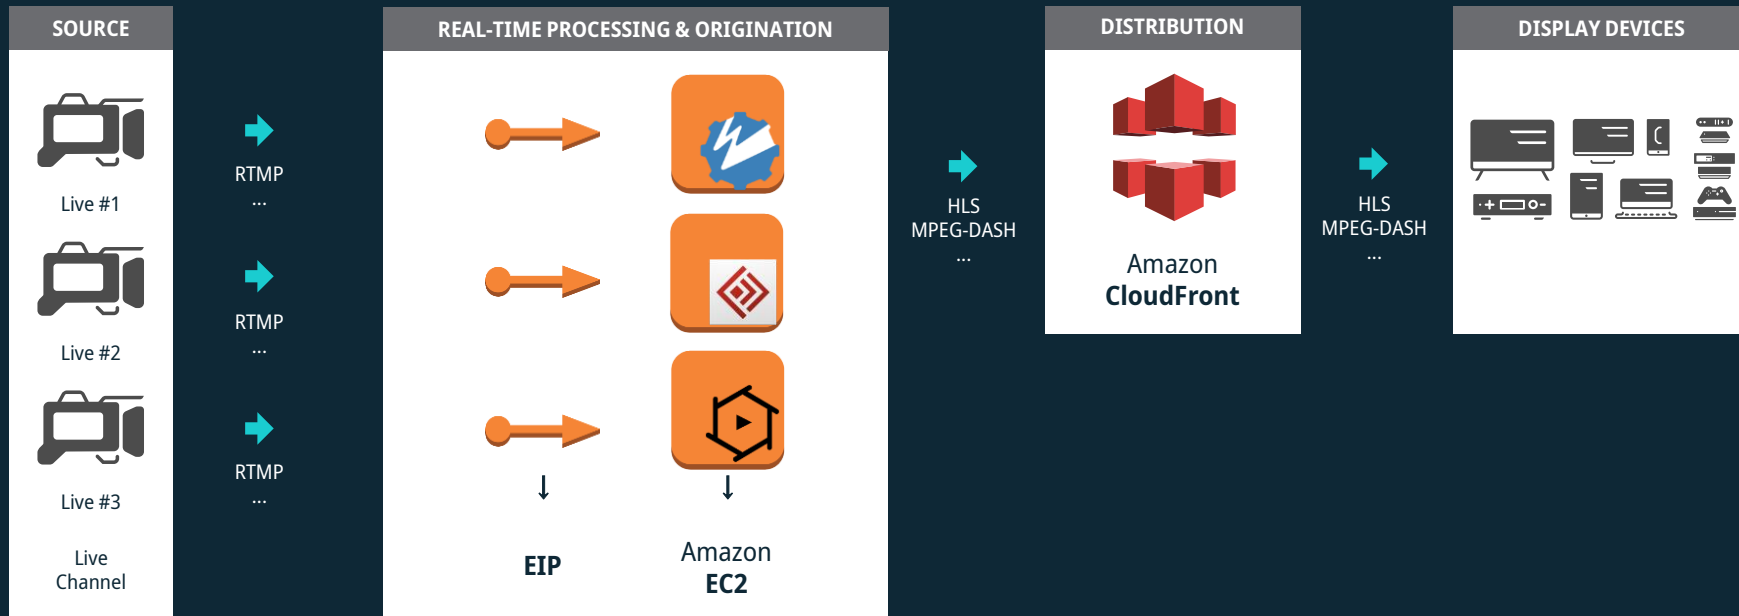 SOURCE
Live #1
Live #2
Live #3
Live
Channel
RTMP
...
RTMP
...
RTMP
...
REAL-TIME PROCESSING & ORIGINATION
EIP
Amazon
EC2
HLS
MPEG-DASH
...
DISTRIBUTION
Amazon
CloudFront
HLS
MPEG-DASH
...
DISPLAY DEVICES